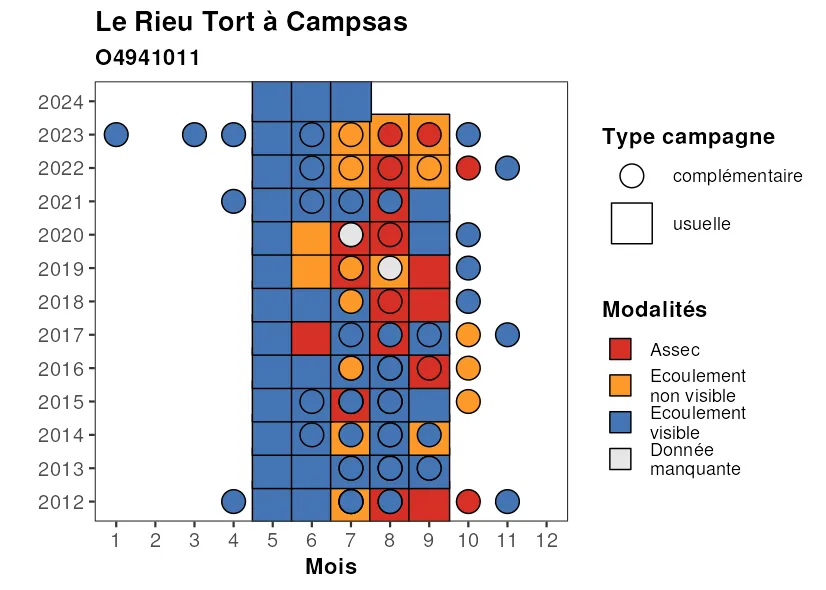 Le Rieu Tort à Campsas
O4941011
2024
2023
2022
2021
2020
2019
2018
2017
2016
2015
2014
2013
2012
1 2 3 4 5 6 7 8 9 10 11 12
Mois
Type campagne
complémentaire
usuelle
Modalités
Assec
Ecoulement
non visible
Ecoulement
visible
Donnée
manquante